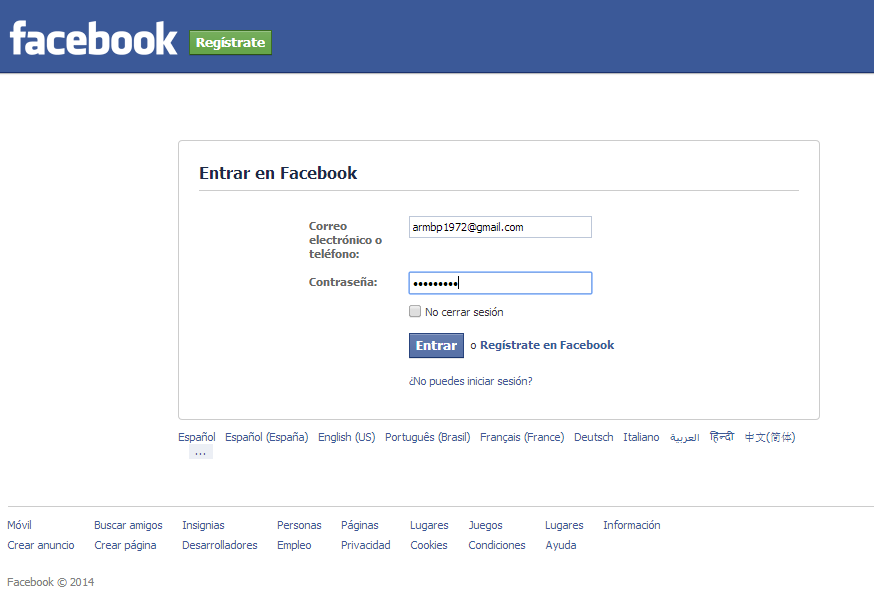 facebook Regístrate
Entrar en Facebook
Correo
electrónico o
teléfono:
armbp1972@gmail.com
Contraseña: •••••••••
No cerrar sesión
Entrar o Regístrate en Facebook
¿No puedes iniciar sesión?
Español Español (España) English (US) Português (Brasil) Français (France) Deutsch Italiano العربية हिन्दी 中文(简体)
...
Móvil Buscar amigos Insignias Personas Páginas Lugares Juegos Lugares Información
Crear anuncio Crear página Desarrolladores Empleo Privacidad Cookies Condiciones Ayuda
Facebook © 2014